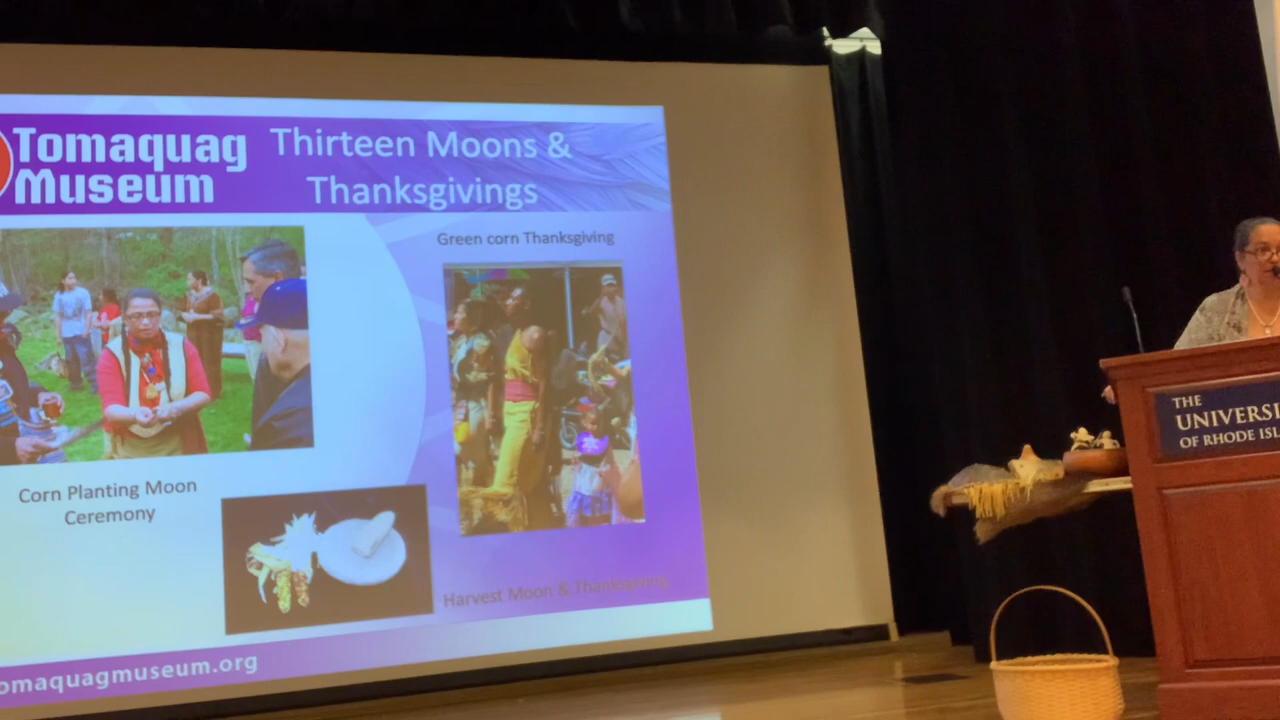 Tomaquag
Museum
Thirteen Moons &
Thanksgivings
Green corn Thanksgiving
Corn Planting Moon
Ceremony
Harvest Moon & Thanksgiving
omaquagmuseum.org
THE
UNIVERSI
OF RHODE ISL